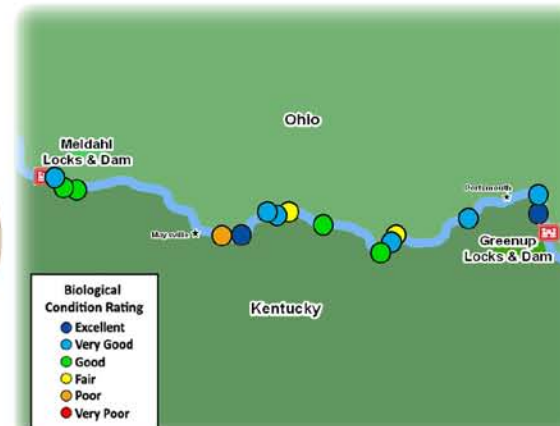 Ohio
Meldahl
Locks & Dam
Portsmouth
Maysville
Greenup
Locks & Dam
Kentucky
Biological
Condition Rating
Excellent
Very Good
Good
Fair
Poor
Very Poor